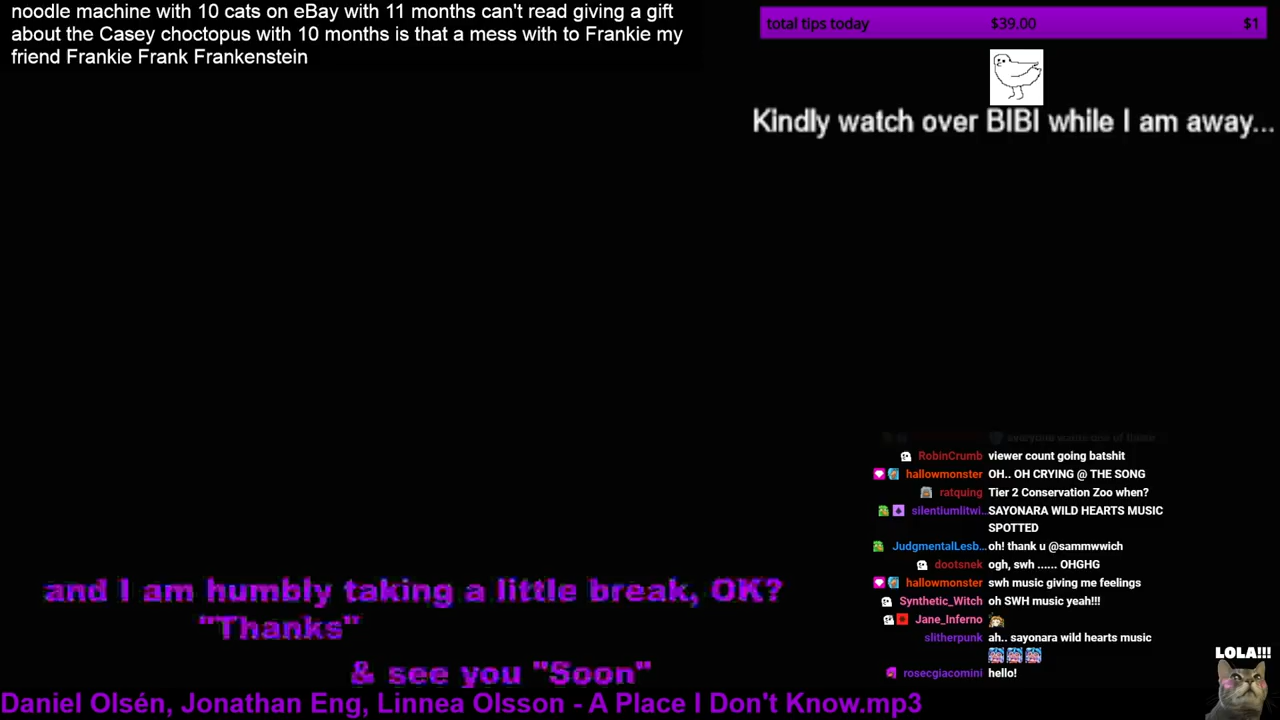 noodle machine with 10 cats on eBay with 11 months can't read giving a gift
about the Casey choctopus with 10 months is that a mess with to Frankie my
friend Frankie Frank Frankenstein
total tips today $39.00 $1
Kindly watch over BIBI while I am away...
RobinCrumb viewer count going batshit
hallowmonster OH.. OH CRYING @ THE SONG
ratquing Tier 2 Conservation Zoo when?
silentiumlitwi... SAYONARA WILD HEARTS MUSIC
SPOTTED
JudgmentalLesb... oh! thank u @sammwwich
dootsnek ogh, swh ...... OHGHG
hallowmonster swh music giving me feelings
Synthetic_Witch oh SWH music yeah!!!
Jane_Inferno
slitherpunk ah.. sayonara wild hearts music
rosecgiacomini hello!
and I am humbly taking a little break, OK?
"Thanks"
& see you "Soon"
LOLA!!!
Daniel Olsén, Jonathan Eng, Linnea Olsson - A Place I Don't Know.mp3